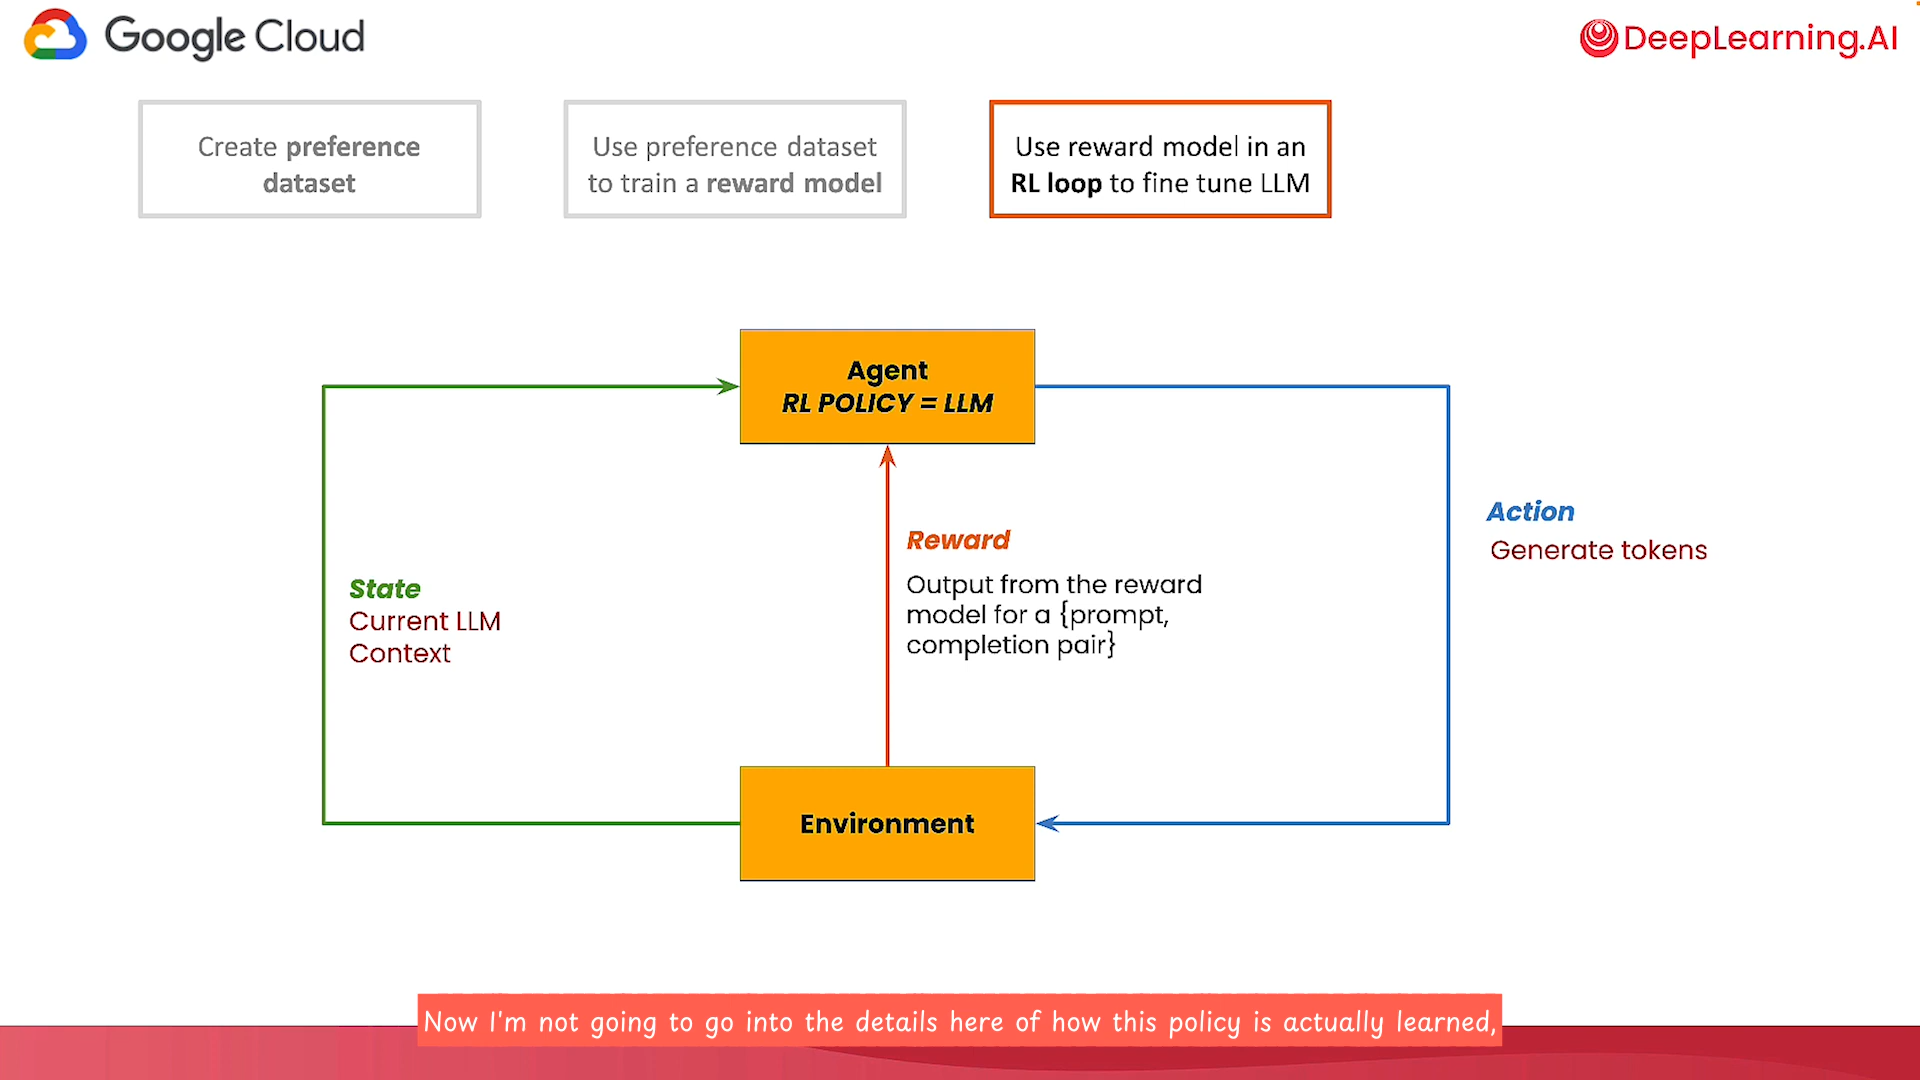 Google Cloud
DeepLearning.AI
Create preference
dataset
Use preference dataset
to train a reward model
Use reward model in an
RL loop to fine tune LLM
Agent
RL POLICY = LLM
Action
Generate tokens
Reward
Output from the reward
model for a {prompt,
completion pair}
State
Current LLM
Context
Environment
Now I'm not going to go into the details here of how this policy is actually learned,